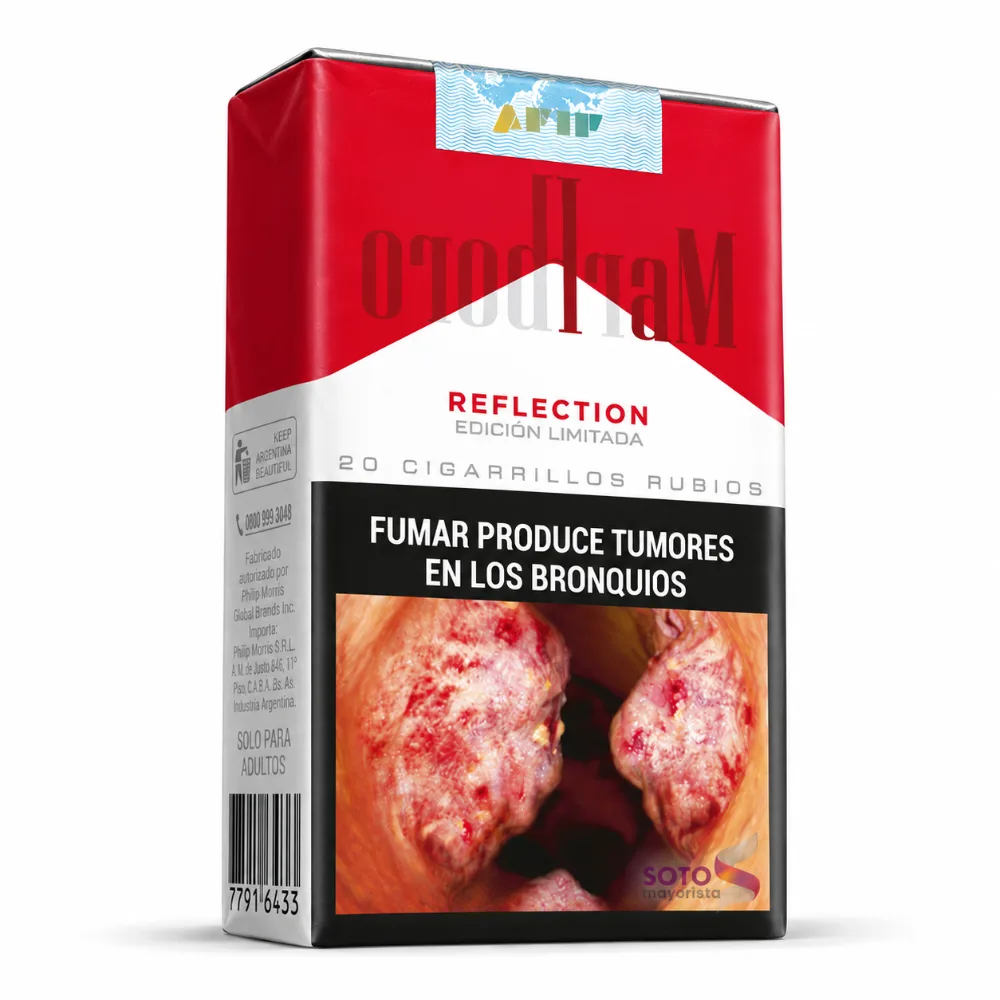 AFIP
Marlboro
REFLECTION
EDICIÓN LIMITADA
20 CIGARRILLOS RUBIOS
FUMAR PRODUCE TUMORES
EN LOS BRONQUIOS
KEEP
ARGENTINA
BEAUTIFUL
0800 999 3048
Fabricado
autorizado por
Philip Morris
Global Brands Inc.
Importa:
Philip Morris S.R.L.
A. M. de Justo 846, 11°
Piso, C.A.B.A. Bs. As.
Industria Argentina.
SOLO PARA
ADULTOS
7791 6433
SOTO
mayorista